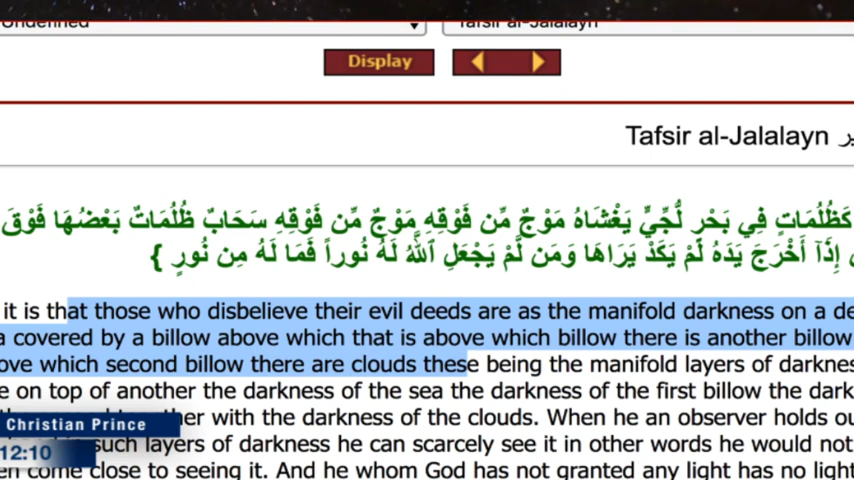 Undefined
Tafsir al-Jalalayn
Display
Tafsir al-Jalalayn
كَظُلُمَاتٍ فِي بَحْرٍ لُّجِّيٍّ يَغْشَاهُ مَوْجٌ مِّن فَوْقِهِ مَوْجٌ مِّن فَوْقِهِ سَحَابٌ ظُلُمَاتٌ بَعْضُهَا فَوْقَ
إِذَآ أَخْرَجَ يَدَهُ لَمْ يَكَدْ يَرَاهَا وَمَن لَّمْ يَجْعَلِ ٱللَّهُ لَهُ نُوراً فَمَا لَهُ مِن نُورٍ }
it is that those who disbelieve their evil deeds are as the manifold darkness on a
covered by a billow above which that is above which billow there is another billow
which second billow there are clouds these being the manifold layers of
on top of another the darkness of the sea the darkness of the first billow the
with the darkness of the clouds. When he an observer holds
such layers of darkness he can scarcely see it in other words he would not
come close to seeing it. And he whom God has not granted any light has no light
Christian Prince
12:10